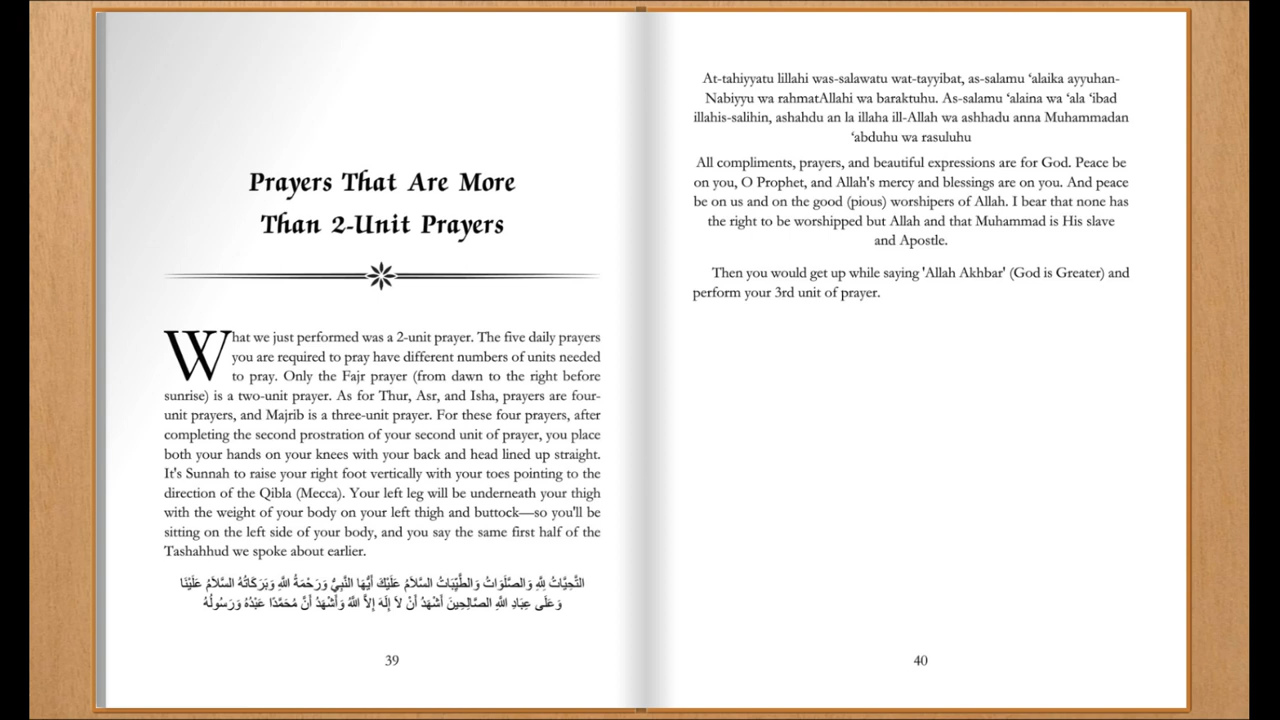 Prayers That Are More
Than 2-Unit Prayers
What we just performed was a 2-unit prayer. The five daily prayers
you are required to pray have different numbers of units needed
to pray. Only the Fajr prayer (from dawn to the right before
sunrise) is a two-unit prayer. As for Thur, Asr, and Isha, prayers are four-
unit prayers, and Majrib is a three-unit prayer. For these four prayers, after
completing the second prostration of your second unit of prayer, you place
both your hands on your knees with your back and head lined up straight.
It's Sunnah to raise your right foot vertically with your toes pointing to the
direction of the Qibla (Mecca). Your left leg will be underneath your thigh
with the weight of your body on your left thigh and buttock—so you'll be
sitting on the left side of your body, and you say the same first half of the
Tashahhud we spoke about earlier.
التَّحِيَّاتُ لِلَّهِ وَالصَّلَوَاتُ وَالطَّيِّبَاتُ السَّلاَمُ عَلَيْكَ أَيُّهَا النَّبِيُّ وَرَحْمَةُ اللَّهِ وَبَرَكَاتُهُ السَّلاَمُ عَلَيْنَا
وَعَلَى عِبَادِ اللَّهِ الصَّالِحِينَ أَشْهَدُ أَنْ لاَ إِلَهَ إِلاَّ اللَّهُ وَأَشْهَدُ أَنَّ مُحَمَّدًا عَبْدُهُ وَرَسُولُهُ
39
At-tahiyyatu lillahi was-salawatu wat-tayyibat, as-salamu ‘alaika ayyuhan-
Nabiyyu wa rahmatAllahi wa baraktuhu. As-salamu ‘alaina wa ‘ala ‘ibad
illahis-salihin, ashahdu an la illaha ill-Allah wa ashhadu anna Muhammadan
‘abduhu wa rasuluhu
All compliments, prayers, and beautiful expressions are for God. Peace be
on you, O Prophet, and Allah's mercy and blessings are on you. And peace
be on us and on the good (pious) worshipers of Allah. I bear that none has
the right to be worshipped but Allah and that Muhammad is His slave
and Apostle.
Then you would get up while saying 'Allah Akhbar' (God is Greater) and
perform your 3rd unit of prayer.
40